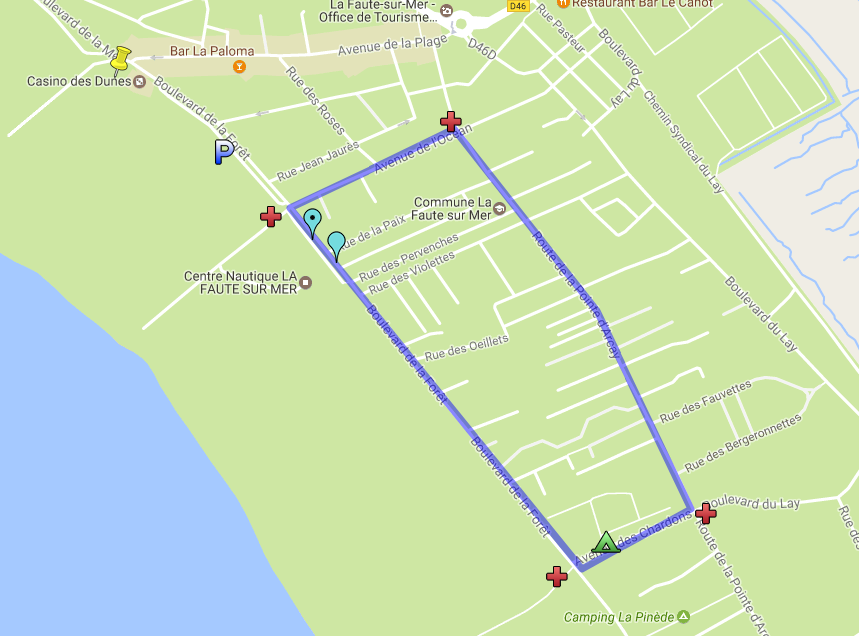 La Faute-sur-Mer -
Office de Tourisme...
D46
Restaurant Bar Le Canot
Boulevard de la
Bar La Paloma
Avenue de la Plage
D46D
Rue Pasteur
Boulevard du Lay
Casino des Dunes
Boulevard de la Forêt
Rue des Roses
Chemin Syndical du Lay
P
Rue Jean Jaurès
Avenue de l'Océan
Commune La
Faute sur Mer
Rue de la Paix
Rue des Pervenches
Rue des Violettes
Centre Nautique LA
FAUTE SUR MER
Route de la Pointe d'Arçay
Boulevard du Lay
Boulevard de la Forêt
Rue des Oeillets
Rue des Fauvettes
Rue des Bergeronnettes
Boulevard de la Forêt
Boulevard du Lay
Avenue des Chardons
Rue de
Route de la Pointe d'Ar
Camping La Pinède